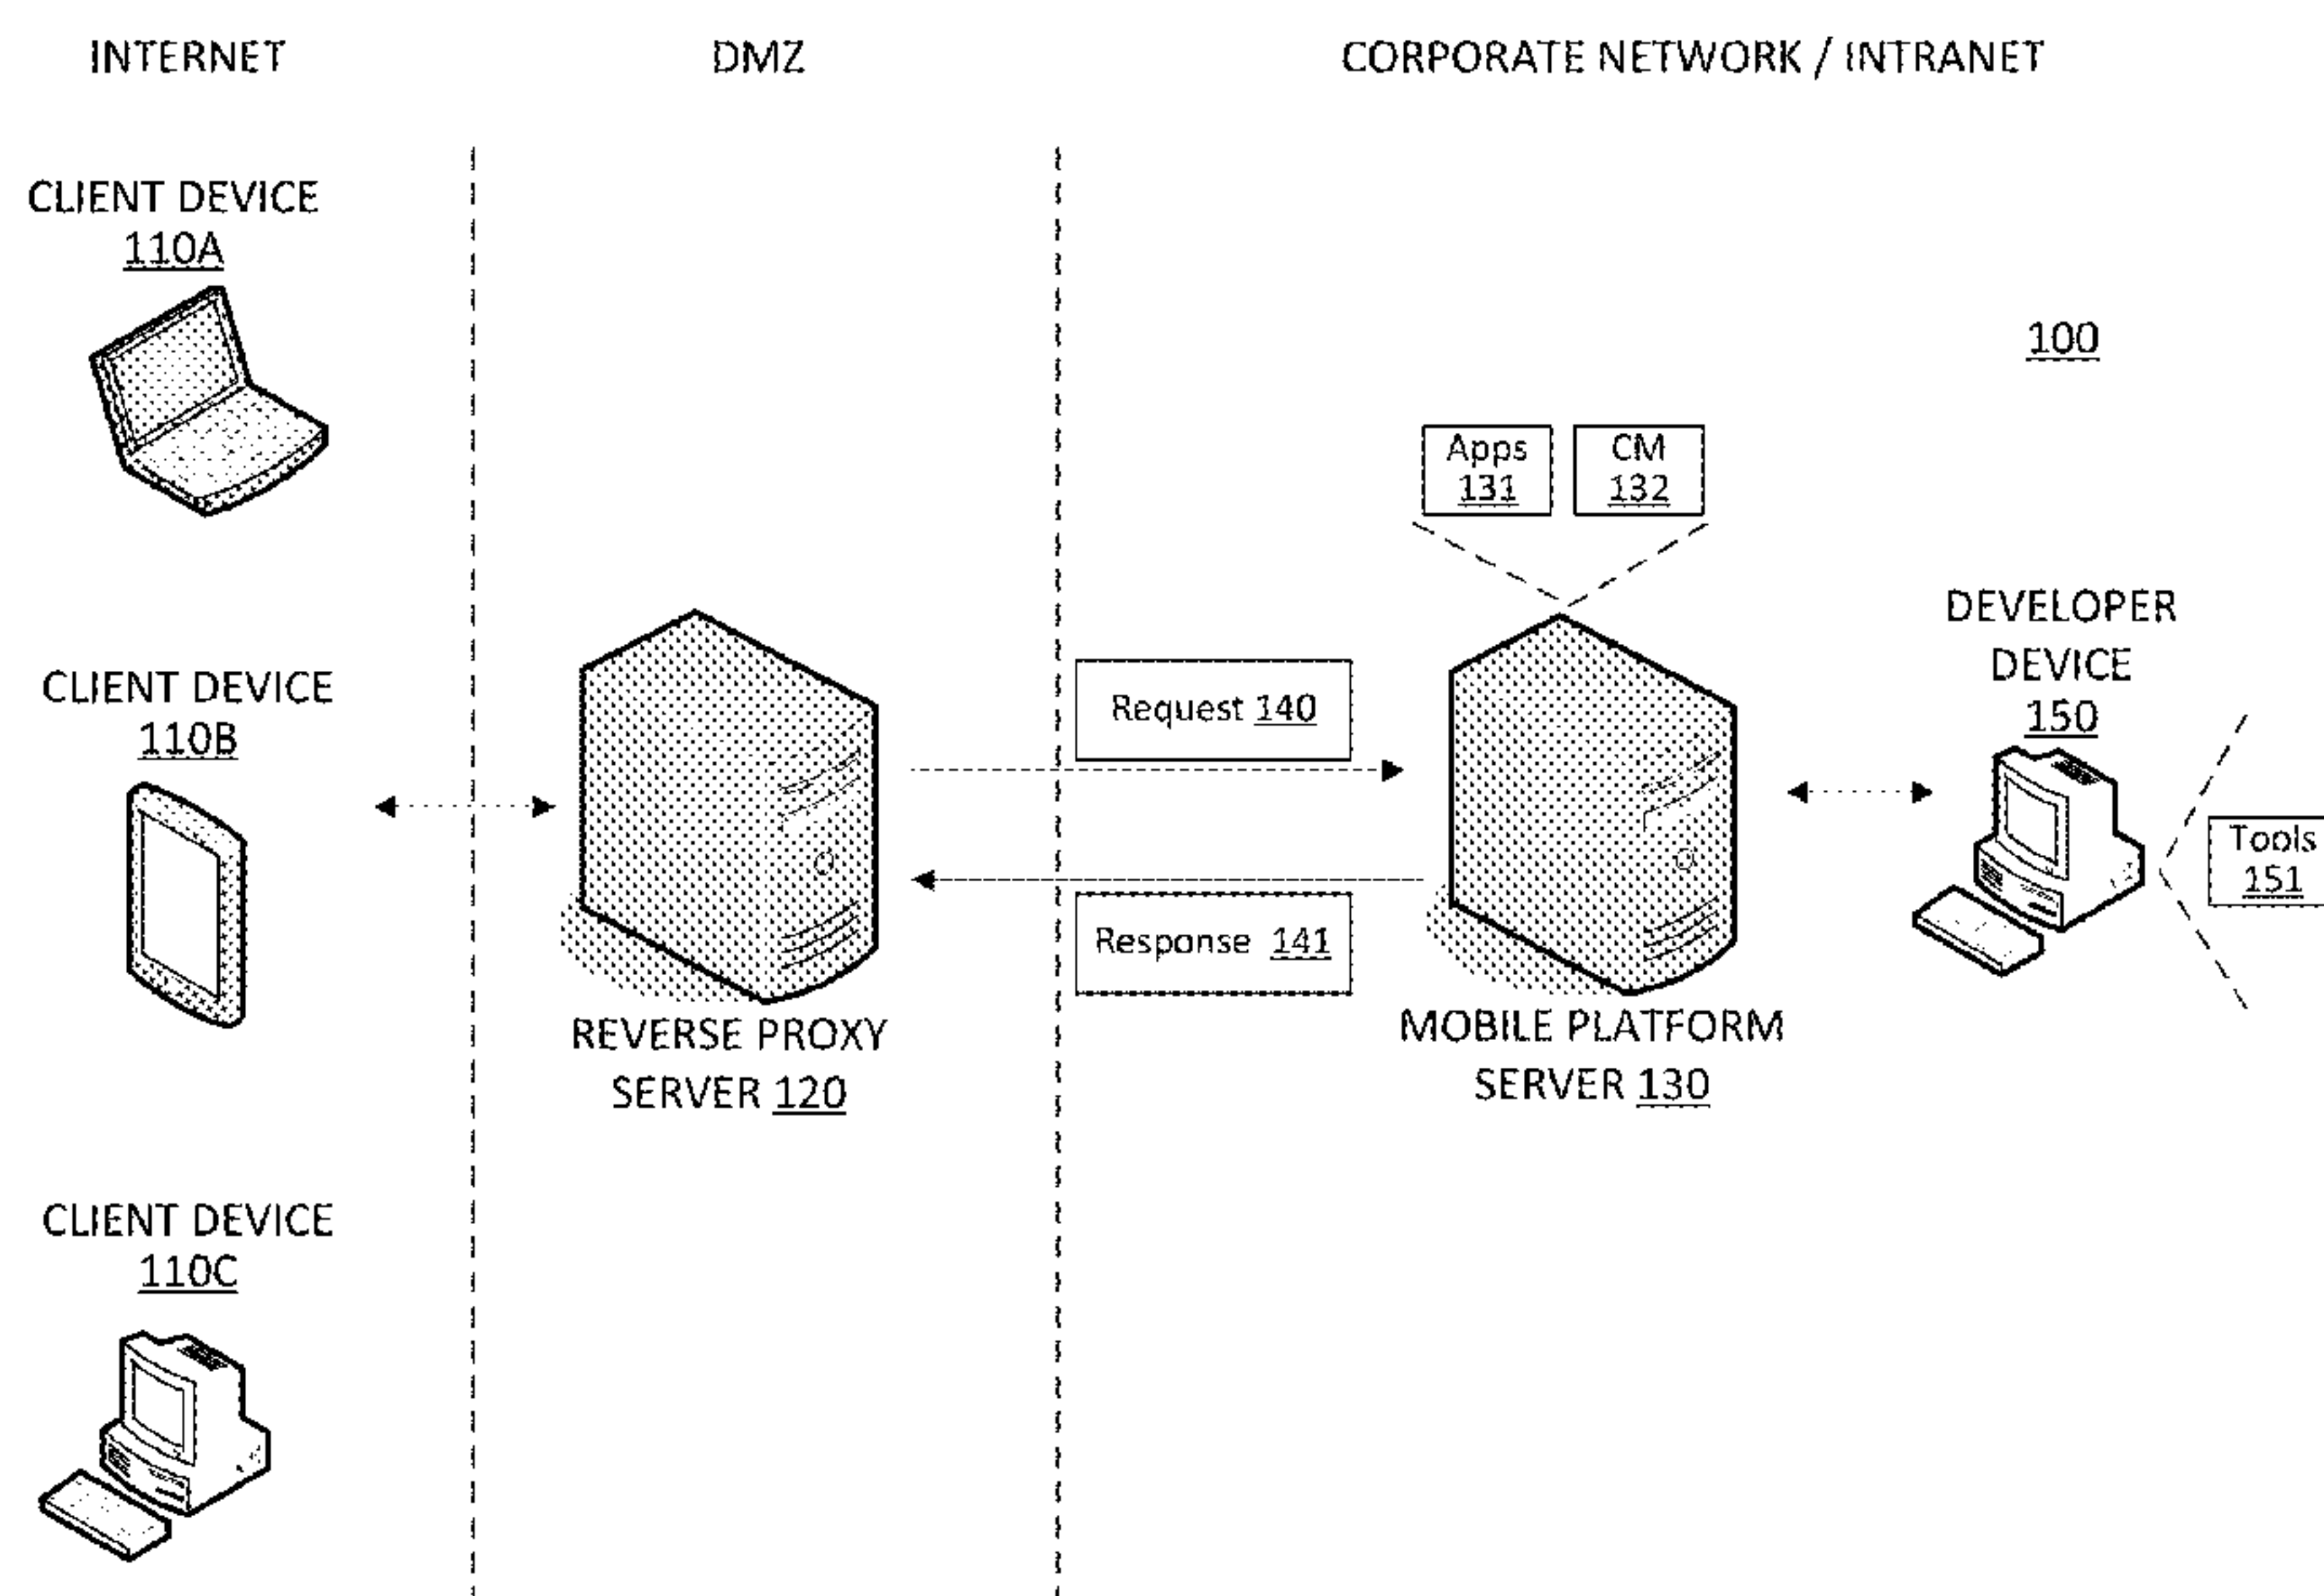 INTERNET
DMZ
CORPORATE NETWORK / INTRANET
CLIENT DEVICE
110A
100
Apps
131
CM
132
CLIENT DEVICE
110B
REVERSE PROXY
SERVER 120
Request 140
Response 141
MOBILE PLATFORM
SERVER 130
DEVELOPER
DEVICE
150
Tools
151
CLIENT DEVICE
110C